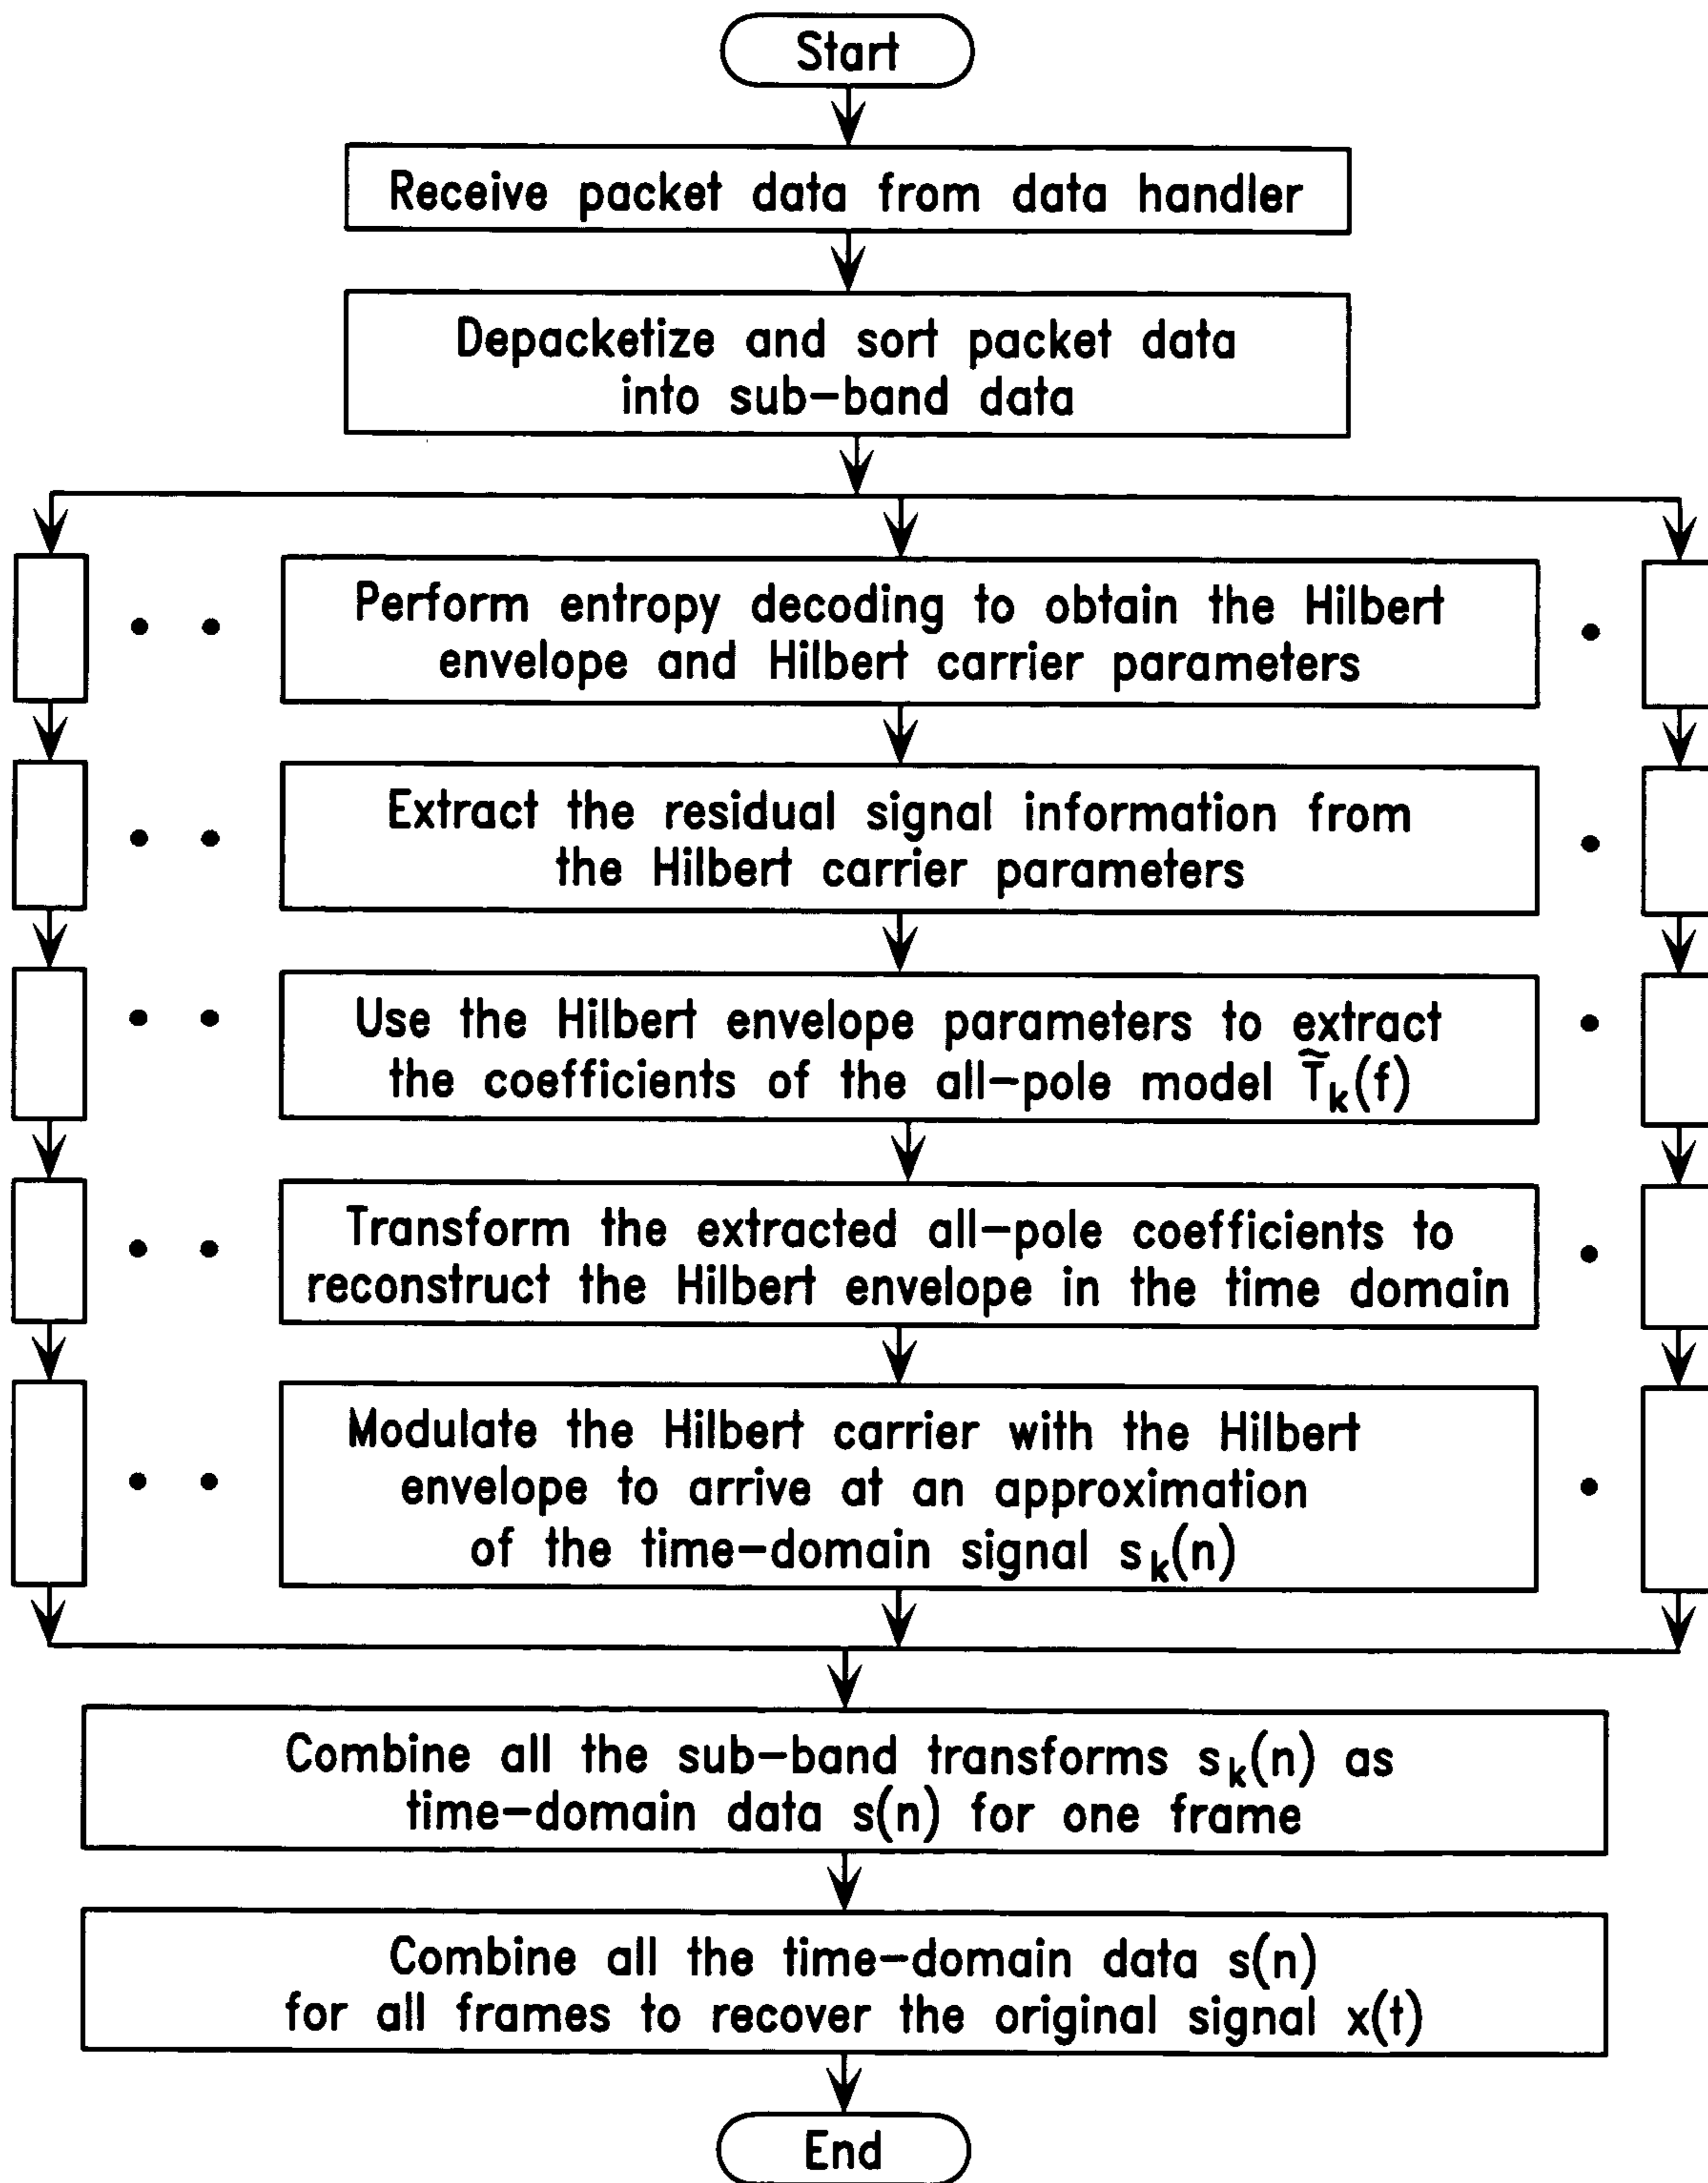 Start
Receive packet data from data handler
Depacketize and sort packet data
into sub-band data
Perform entropy decoding to obtain the Hilbert
envelope and Hilbert carrier parameters
Extract the residual signal information from
the Hilbert carrier parameters
Use the Hilbert envelope parameters to extract
the coefficients of the all-pole model T̃ₖ(f)
Transform the extracted all-pole coefficients to
reconstruct the Hilbert envelope in the time domain
Modulate the Hilbert carrier with the Hilbert
envelope to arrive at an approximation
of the time-domain signal sₖ(n)
Combine all the sub-band transforms sₖ(n) as
time-domain data s(n) for one frame
Combine all the time-domain data s(n)
for all frames to recover the original signal x(t)
End